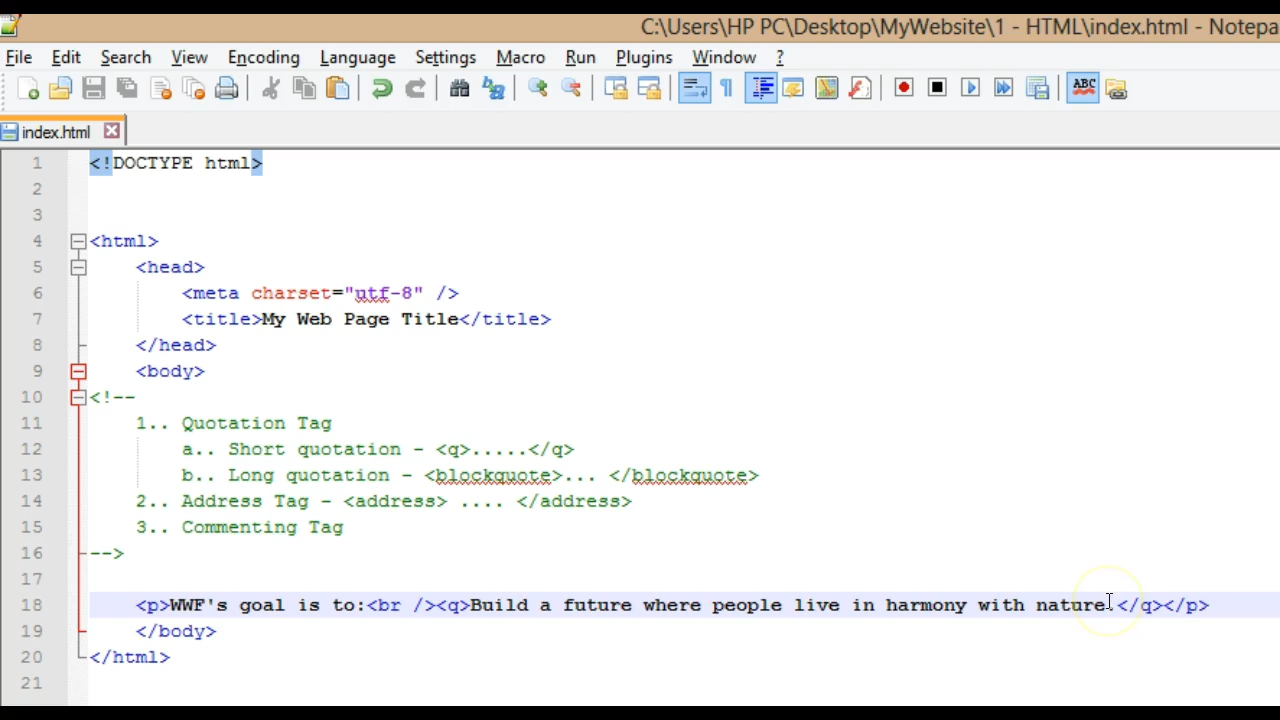 C:\Users\HP PC\Desktop\MyWebsite\1 - HTML\index.html - Notepa
File Edit Search View Encoding Language Settings Macro Run Plugins Window ?
ABC
index.html
1 <!DOCTYPE html>
2
3
4 <html>
5 <head>
6 <meta charset="utf-8" />
7 <title>My Web Page Title</title>
8 </head>
9 <body>
10 <!--
11 1.. Quotation Tag
12 a.. Short quotation - <q>.....</q>
13 b.. Long quotation - <blockquote>... </blockquote>
14 2.. Address Tag - <address> .... </address>
15 3.. Commenting Tag
16 -->
17
18 <p>WWF's goal is to:<br /><q>Build a future where people live in harmony with nature.</q></p>
19 </body>
20 </html>
21